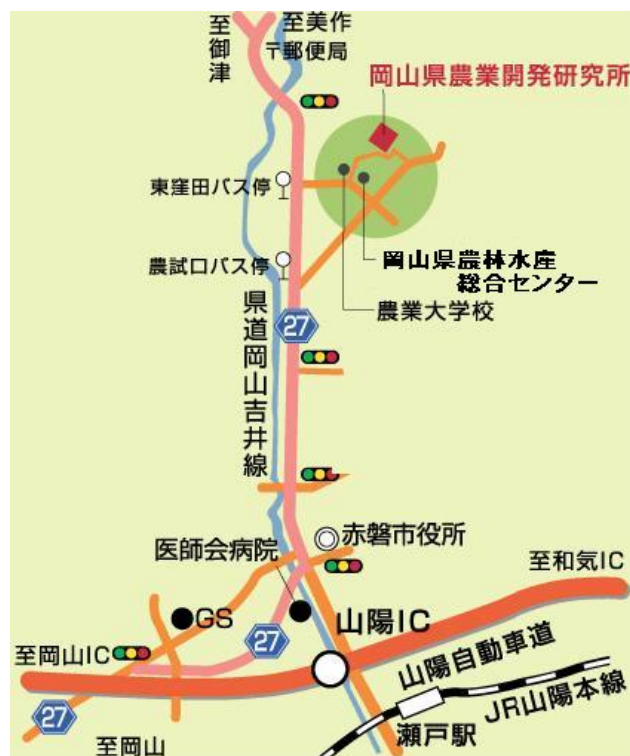 至御津
至美作
〒郵便局
岡山県農業開発研究所
東窪田バス停
農試口バス停
岡山県農林水産
総合センター
農業大学校
27
県道岡山吉井線
赤磐市役所
医師会病院
至和気IC
GS
山陽IC
27
至岡山IC
山陽自動車道
JR山陽本線
27
瀬戸駅
至岡山